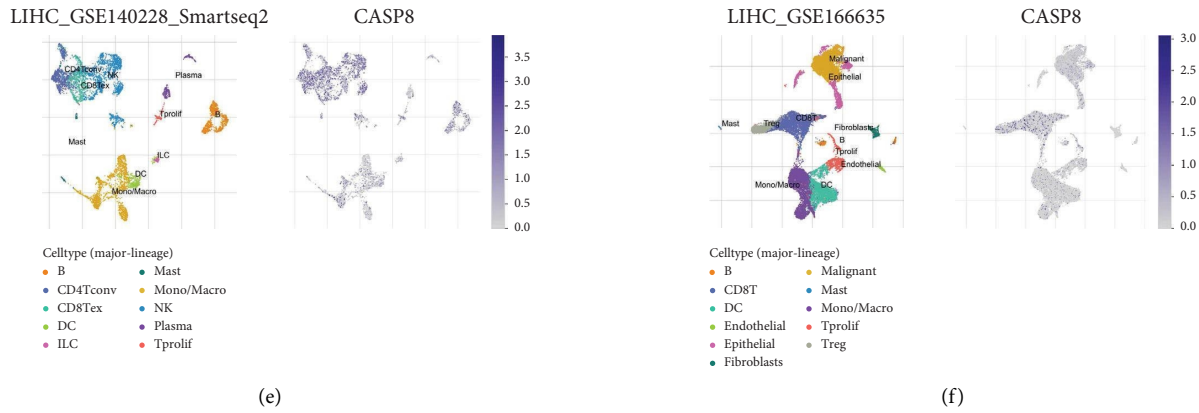 LIHC_GSE140228_Smartseq2
CASP8
CD4Tconv
NK
CD8Tex
Plasma
Tprolif
B
Mast
ILC
DC
Mono/Macro
3.5
3.0
2.5
2.0
1.5
1.0
0.5
0.0
Celltype (major-lineage)
B
CD4Tconv
CD8Tex
DC
ILC
Mast
Mono/Macro
NK
Plasma
Tprolif
(e)
LIHC_GSE166635
CASP8
Malignant
Epithelial
Mast
Treg
CD8T
Fibroblasts
B
Tprolif
Endothelial
Mono/Macro
DC
3.0
2.5
2.0
1.5
1.0
0.5
0.0
Celltype (major-lineage)
B
CD8T
DC
Endothelial
Epithelial
Fibroblasts
Malignant
Mast
Mono/Macro
Tprolif
Treg
(f)